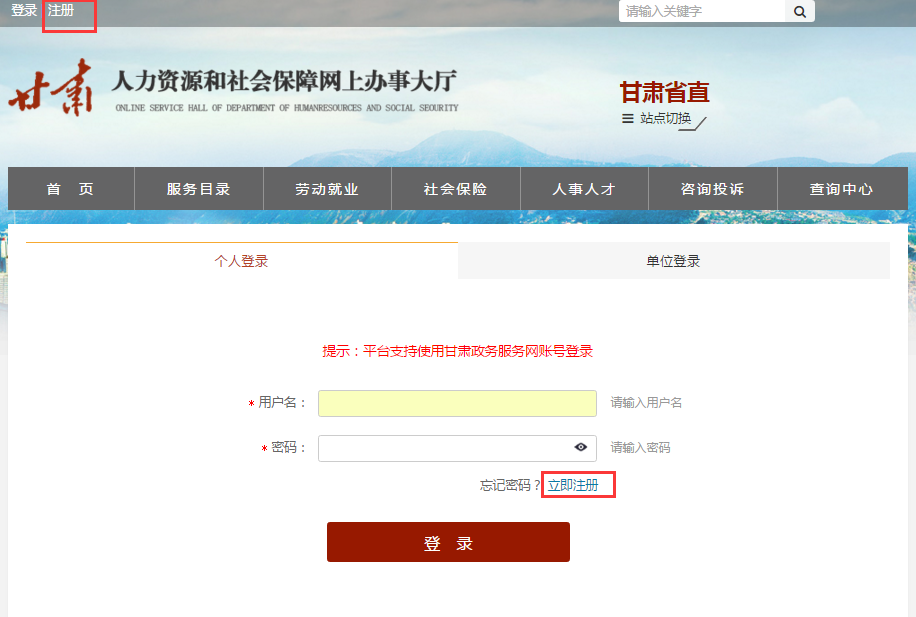 登录 注册
请输入关键字
甘肃 人力资源和社会保障网上办事大厅
ONLINE SERVICE HALL OF DEPARTMENT OF HUMANRESOURCES AND SOCIAL SEOURITY
甘肃省直
站点切换
首 页 服务目录 劳动就业 社会保险 人事人才 咨询投诉 查询中心
个人登录 单位登录
提示：平台支持使用甘肃政务服务网账号登录
* 用户名： 请输入用户名
* 密码： 请输入密码
忘记密码？立即注册
登 录